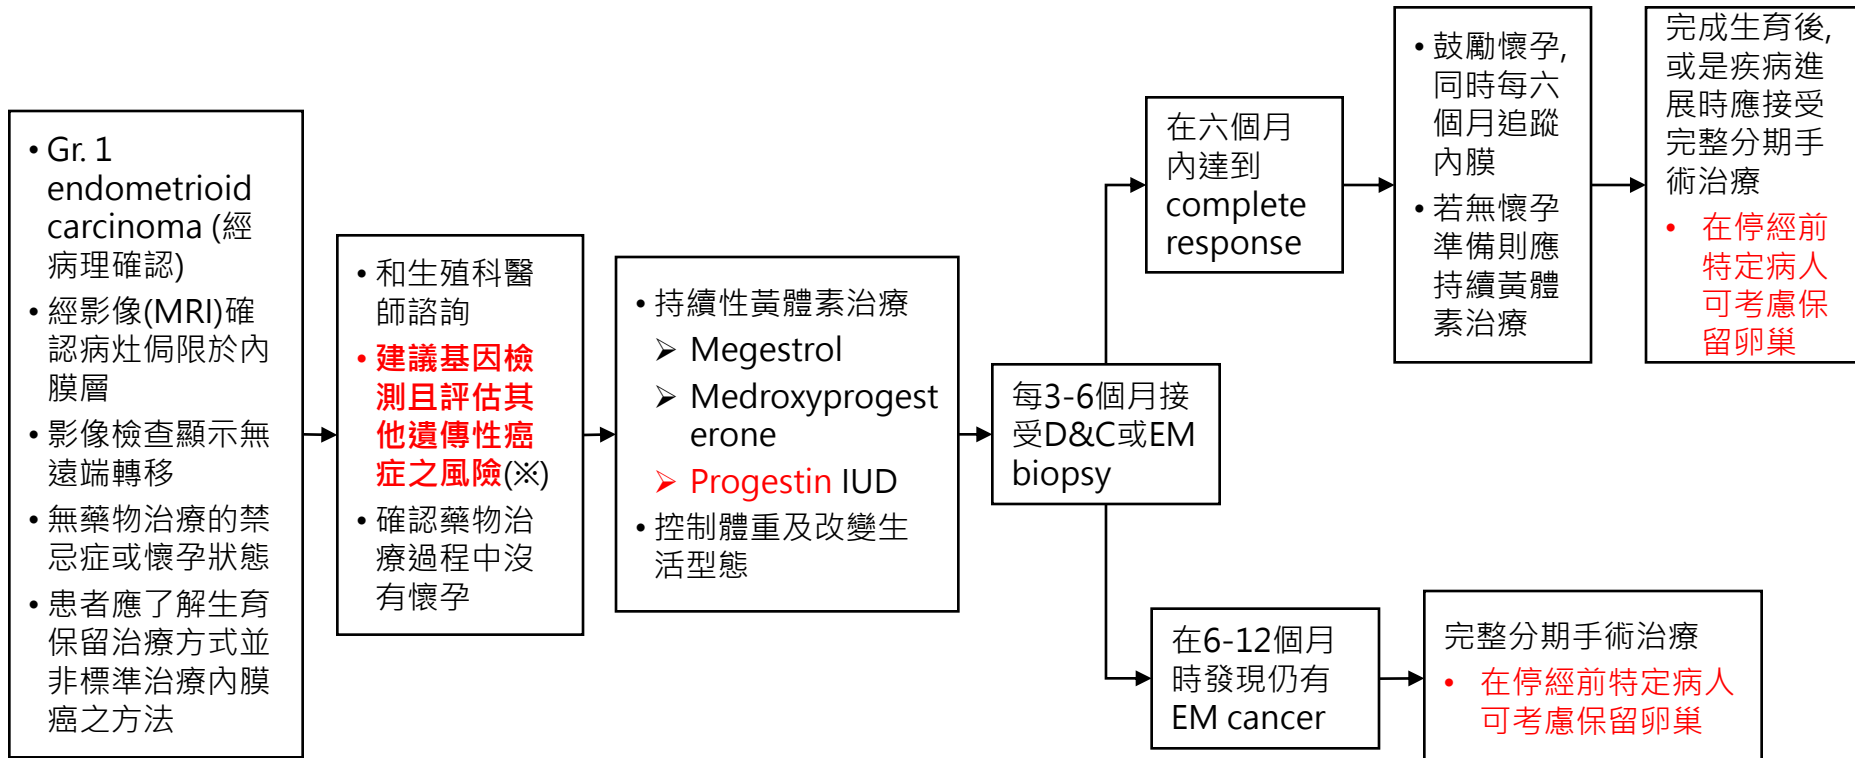 • Gr. 1
endometrioid
carcinoma (經
病理確認)
• 經影像(MRI)確
認病灶侷限於內
膜層
• 影像檢查顯示無
遠端轉移
• 無藥物治療的禁
忌症或懷孕狀態
• 患者應了解生育
保留治療方式並
非標準治療內膜
癌之方法
• 和生殖科醫
師諮詢
• 建議基因檢
測且評估其
他遺傳性癌
症之風險(※)
• 確認藥物治
療過程中沒
有懷孕
• 持續性黃體素治療
➢ Megestrol
➢ Medroxyprogest
erone
➢ Progestin IUD
• 控制體重及改變生
活型態
每3-6個月接
受D&C或EM
biopsy
在六個月
內達到
complete
response
• 鼓勵懷孕,
同時每六
個月追蹤
內膜
• 若無懷孕
準備則應
持續黃體
素治療
完成生育後,
或是疾病進
展時應接受
完整分期手
術治療
• 在停經前
特定病人
可考慮保
留卵巢
在6-12個月
時發現仍有
EM cancer
完整分期手術治療
• 在停經前特定病人
可考慮保留卵巢